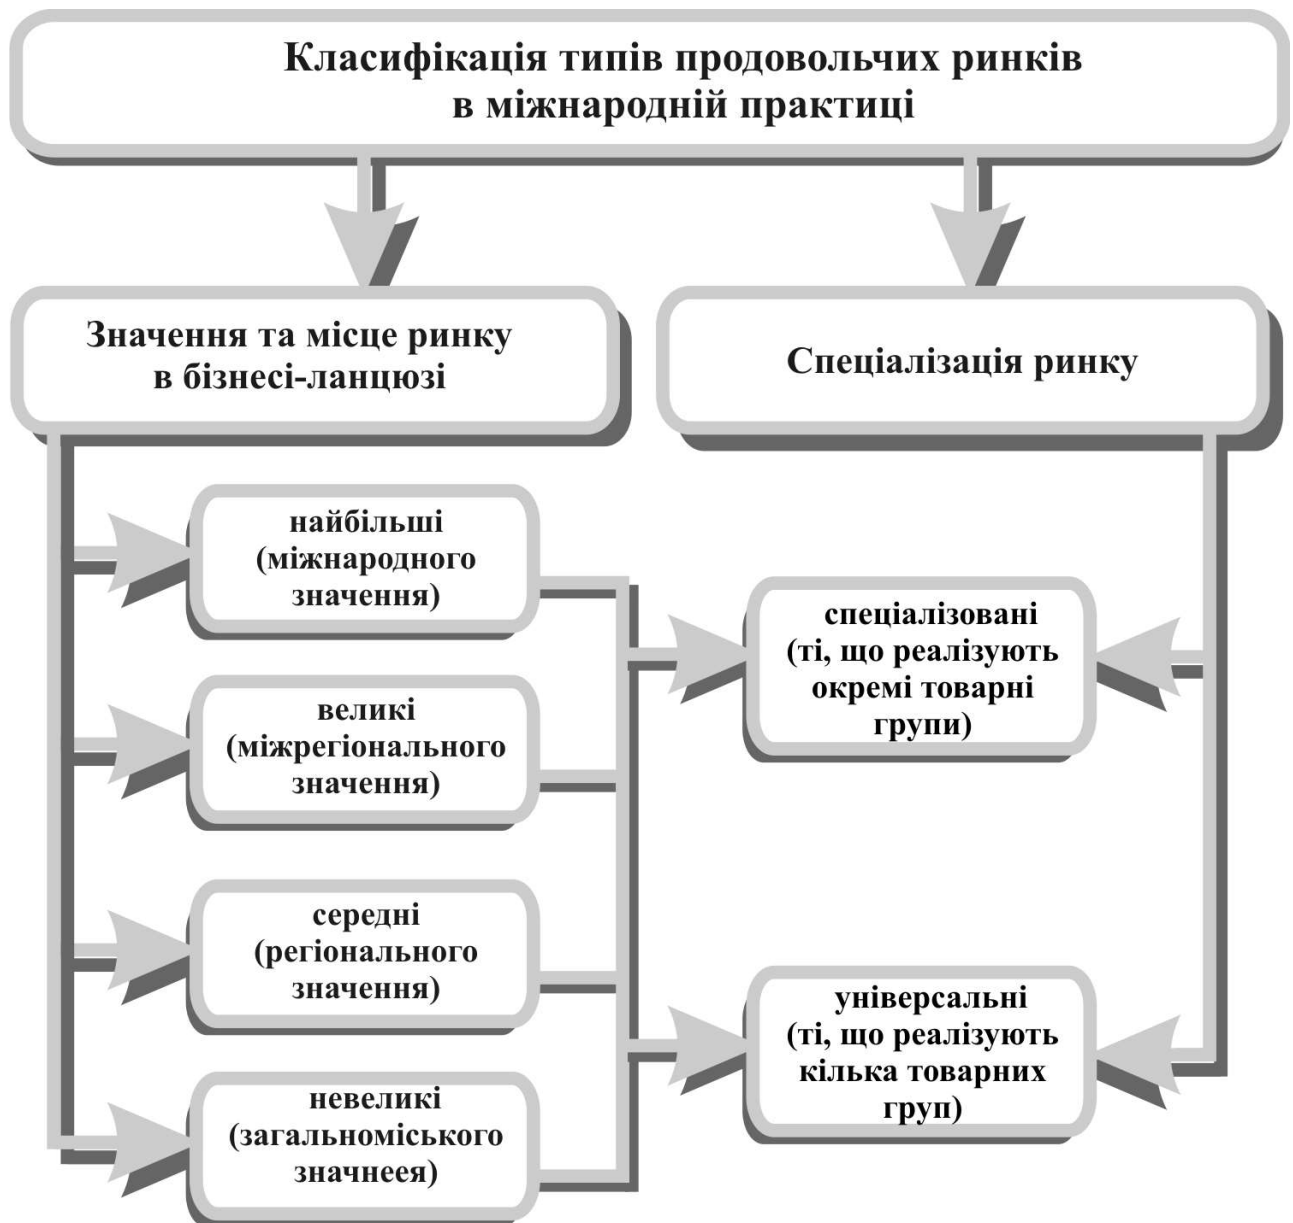 Класифікація типів продовольчих ринків
в міжнародній практиці
Значення та місце ринку
в бізнесі-ланцюзі
Спеціалізація ринку
найбільші
(міжнародного
значення)
великі
(міжрегіонального
значення)
середні
(регіонального
значення)
невеликі
(загальноміського
значнеея)
спеціалізовані
(ті, що реалізують
окремі товарні
групи)
універсальні
(ті, що реалізують
кілька товарних
груп)